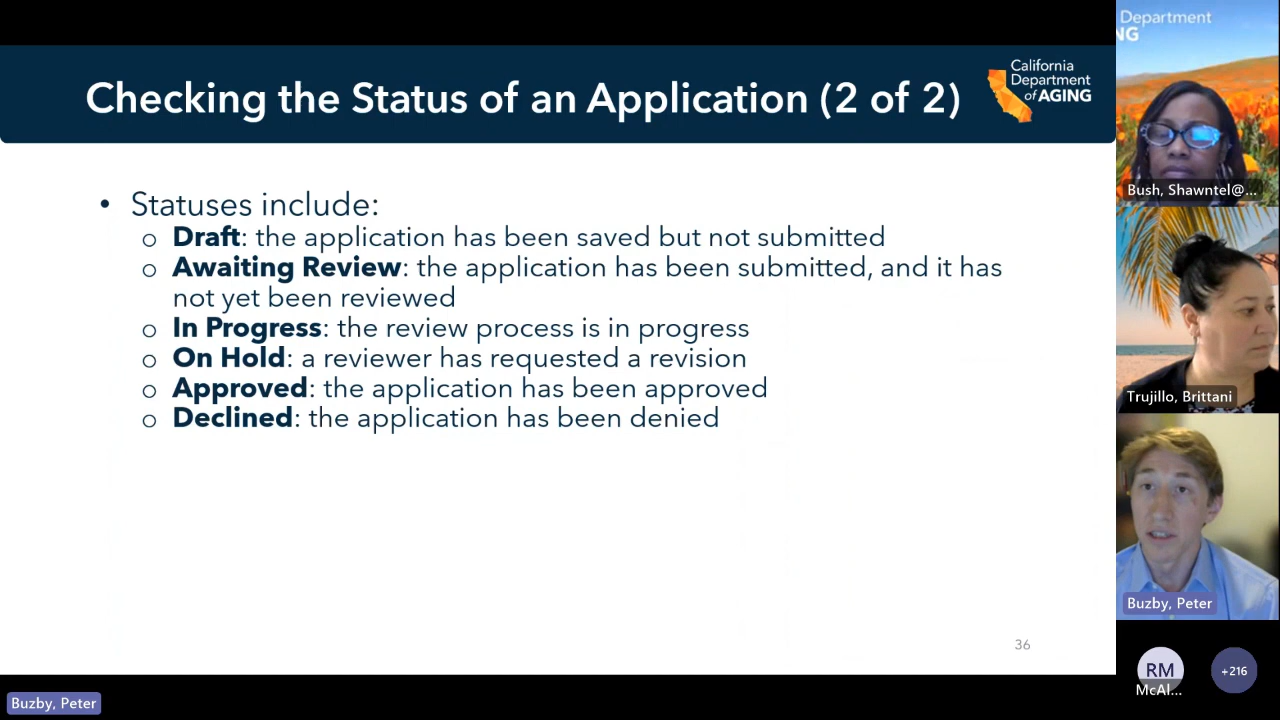 Checking the Status of an Application (2 of 2)
California
Department
of AGING
• Statuses include:
o Draft: the application has been saved but not submitted
o Awaiting Review: the application has been submitted, and it has
not yet been reviewed
o In Progress: the review process is in progress
o On Hold: a reviewer has requested a revision
o Approved: the application has been approved
o Declined: the application has been denied
36
Department
NG
Bush, Shawntel@...
Trujillo, Brittani
Buzby, Peter
RM
McAl...
+216
Buzby, Peter